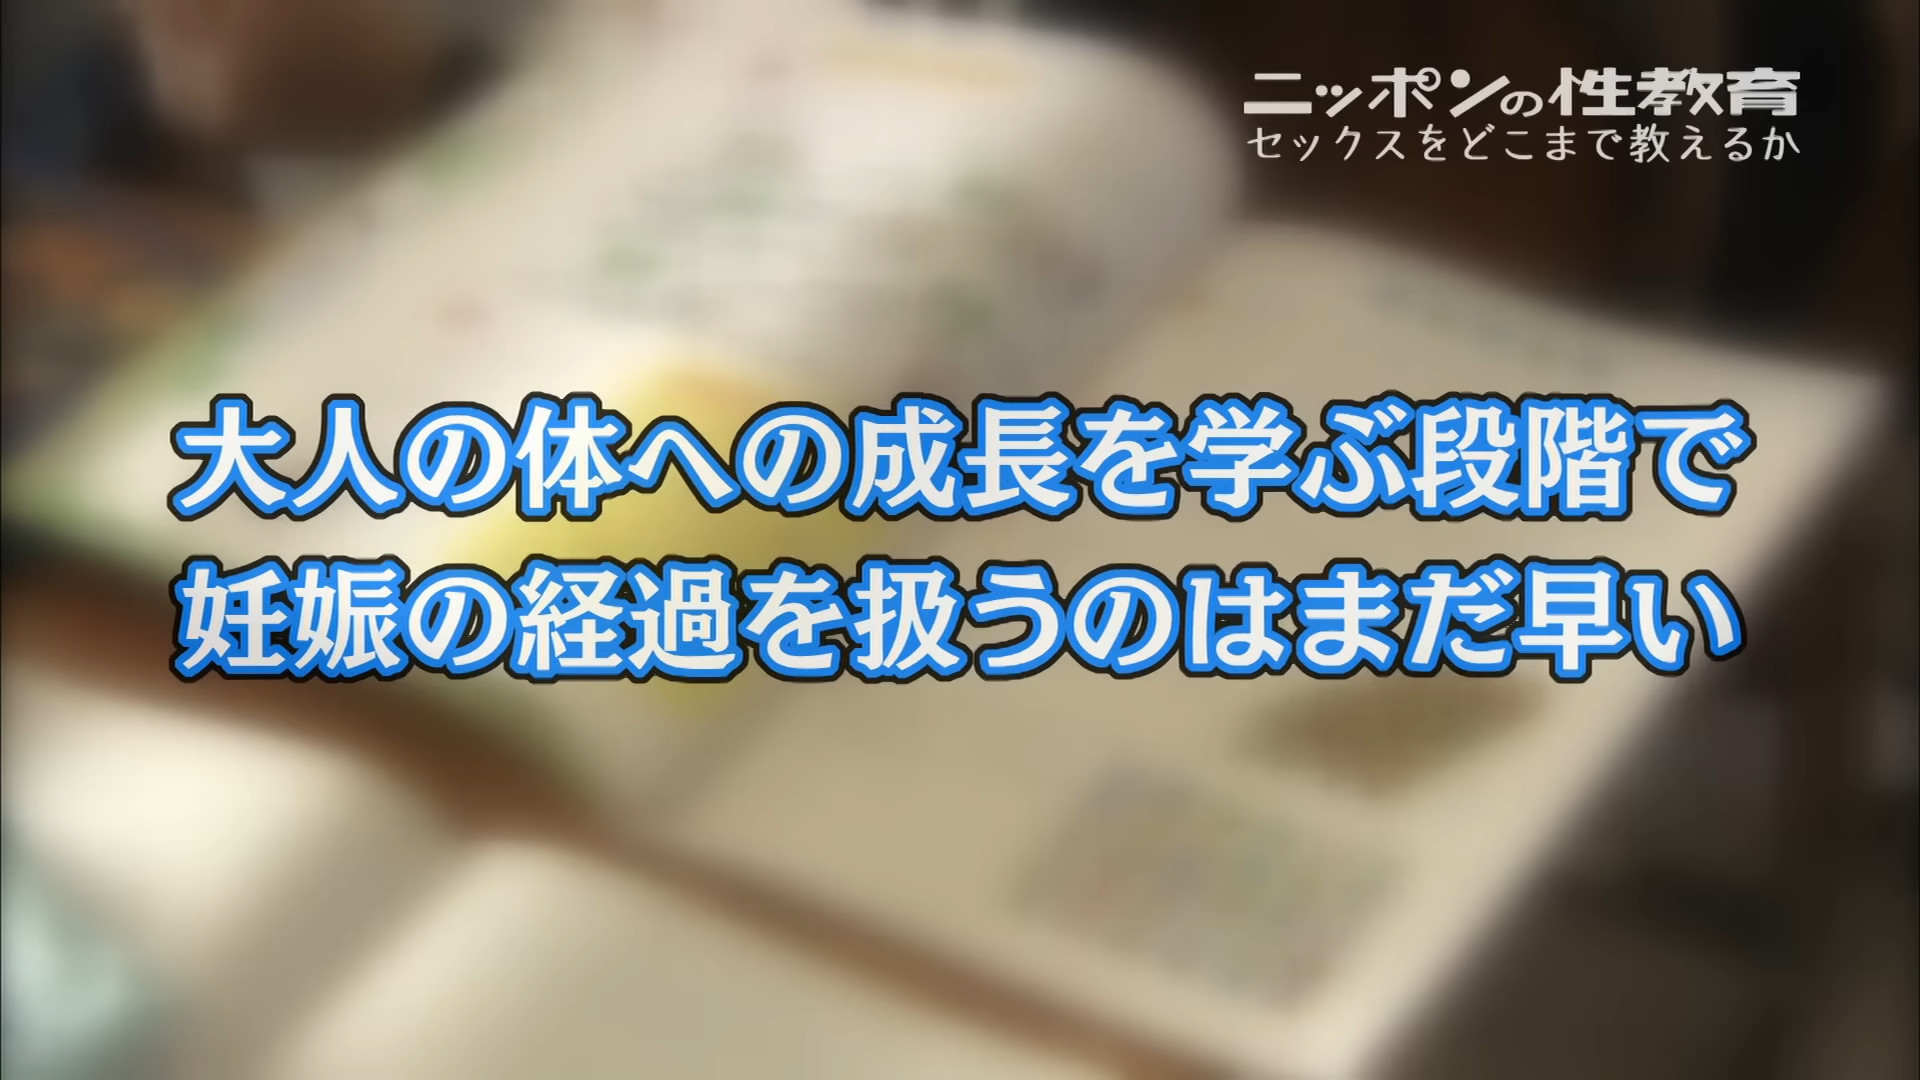 ニッポンの性教育
セックスをどこまで教えるか
大人の体への成長を学ぶ段階で
妊娠の経過を扱うのはまだ早い